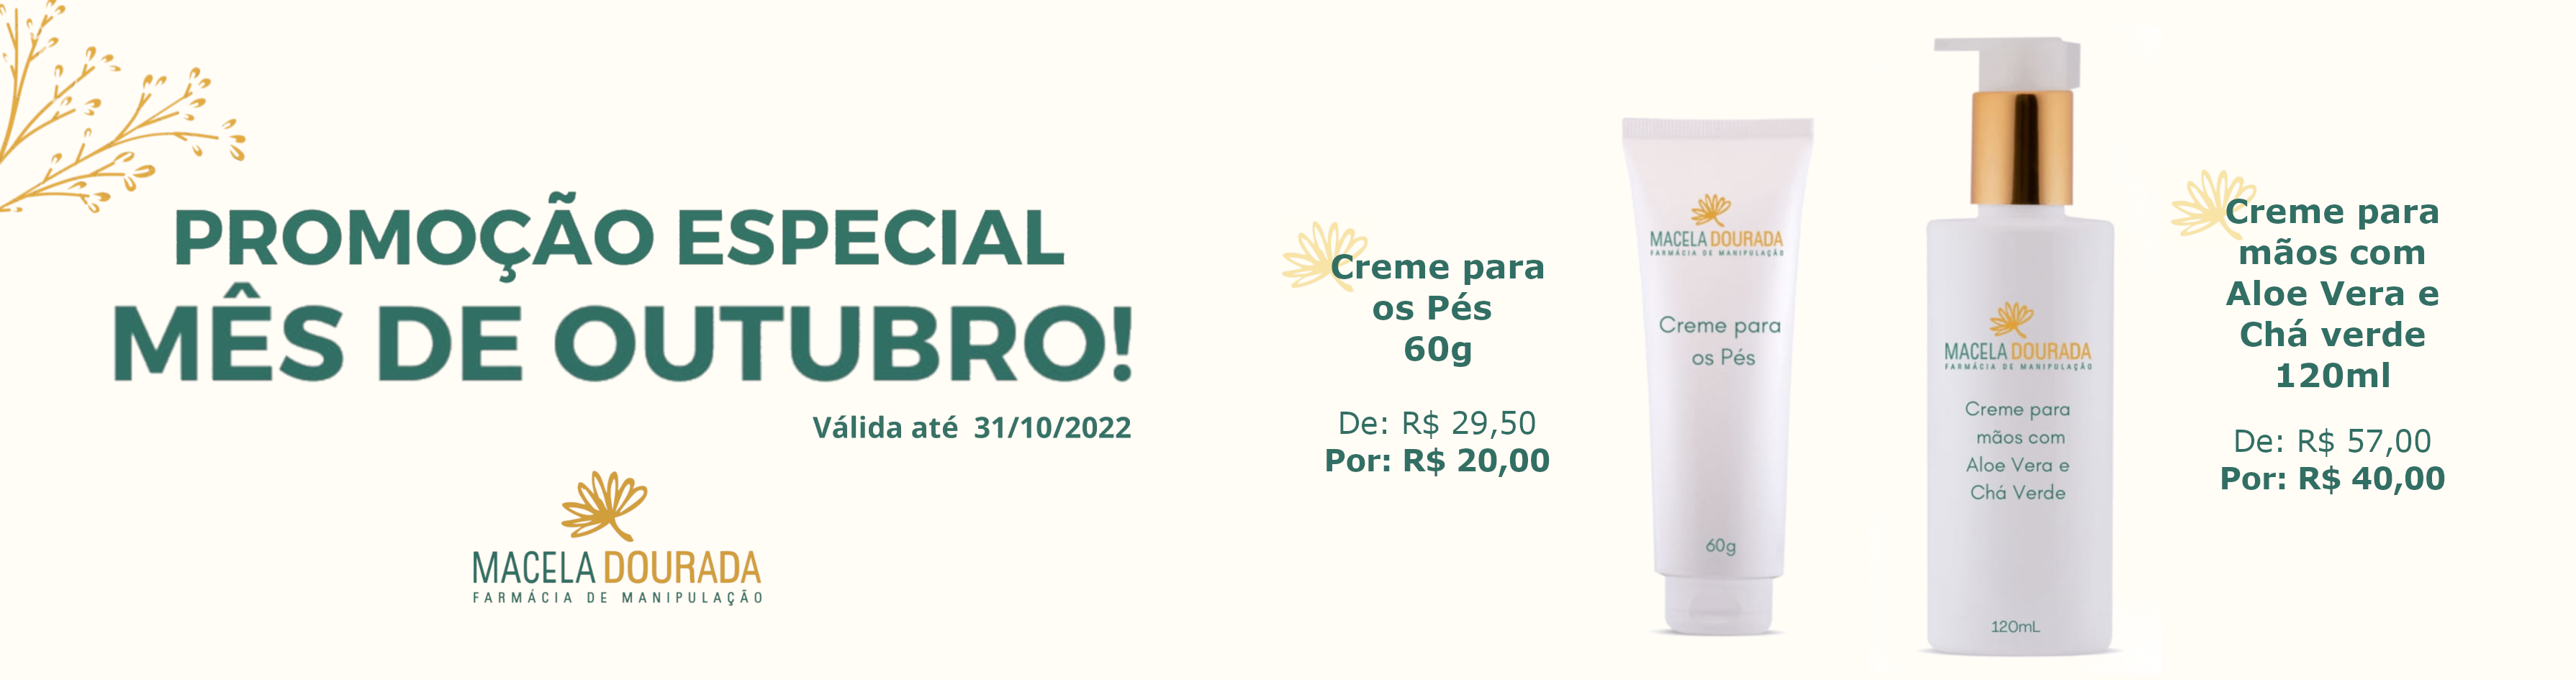 PROMOÇÃO ESPECIAL
MÊS DE OUTUBRO!
Válida até 31/10/2022
MACELA DOURADA
FARMÁCIA DE MANIPULAÇÃO
Creme para
os Pés
60g
De: R$ 29,50
Por: R$ 20,00
MACELA DOURADA
FARMÁCIA DE MANIPULAÇÃO
Creme para
os Pés
60g
MACELA DOURADA
FARMÁCIA DE MANIPULAÇÃO
Creme para
mãos com
Aloe Vera e
Chá Verde
120mL
Creme para
mãos com
Aloe Vera e
Chá verde
120ml
De: R$ 57,00
Por: R$ 40,00